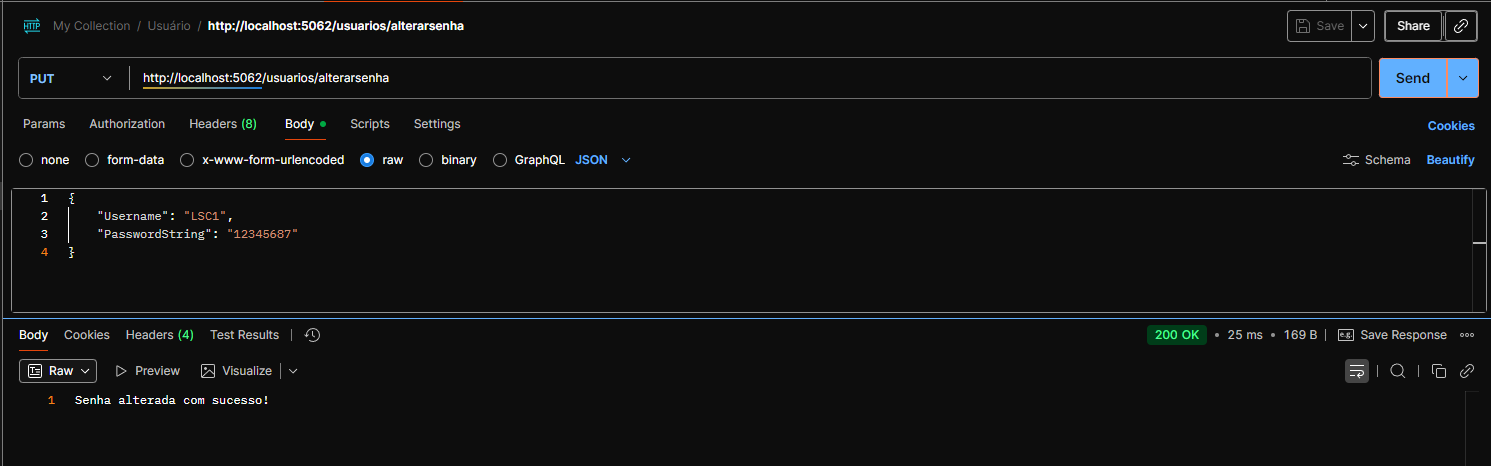 HTTP My Collection / Usuário / http://localhost:5062/usuarios/alterarsenha Save Share
PUT http://localhost:5062/usuarios/alterarsenha Send
Params Authorization Headers (8) Body Scripts Settings Cookies
none form-data x-www-form-urlencoded raw binary GraphQL JSON Schema Beautify
1 {
2 "Username": "LSC1",
3 "PasswordString": "12345687"
4 }
Body Cookies Headers (4) Test Results 200 OK • 25 ms • 169 B e.g. Save Response
Raw Preview Visualize
1 Senha alterada com sucesso!